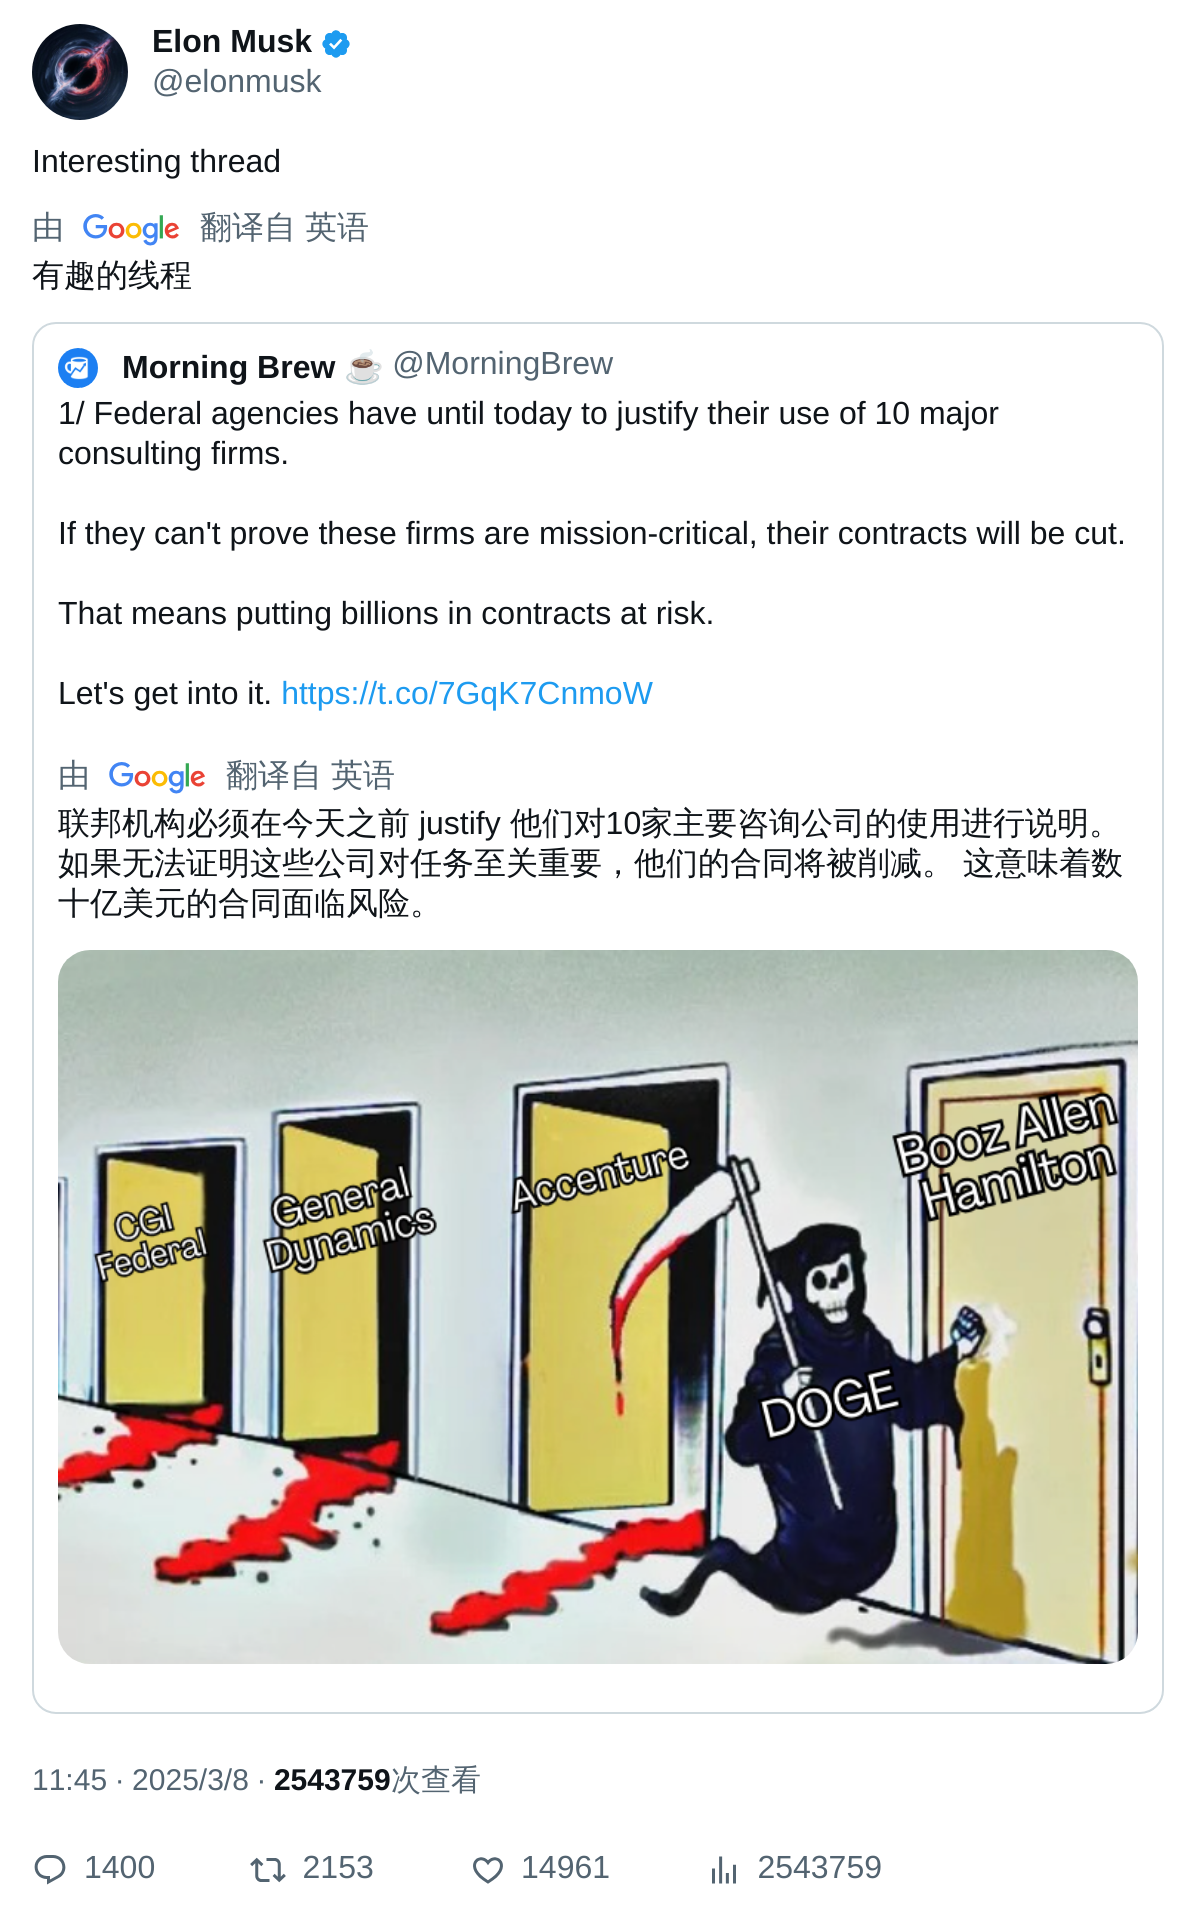 Elon Musk
@elonmusk
Interesting thread
由 Google 翻译自 英语
有趣的线程
Morning Brew ☕ @MorningBrew
1/ Federal agencies have until today to justify their use of 10 major
consulting firms.
If they can't prove these firms are mission-critical, their contracts will be cut.
That means putting billions in contracts at risk.
Let's get into it. https://t.co/7GqK7CnmoW
由 Google 翻译自 英语
联邦机构必须在今天之前 justify 他们对10家主要咨询公司的使用进行说明。
如果无法证明这些公司对任务至关重要，他们的合同将被削减。 这意味着数
十亿美元的合同面临风险。
CGI
Federal
General
Dynamics
Accenture
Booz Allen
Hamilton
DOGE
11:45 · 2025/3/8 · 2543759次查看
1400 2153 14961 2543759